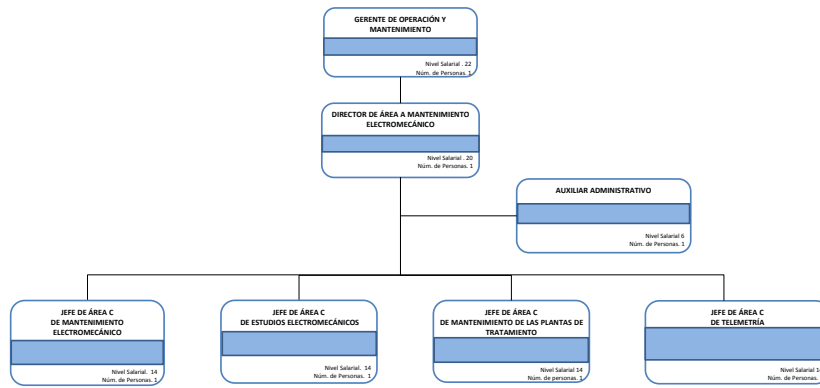 GERENTE DE OPERACIÓN Y
MANTENIMIENTO
Nivel Salarial . 22
Núm. de Personas. 1
DIRECTOR DE ÁREA A MANTENIMIENTO
ELECTROMECÁNICO
Nivel Salarial . 20
Núm. de Personas. 1
AUXILIAR ADMINISTRATIVO
Nivel Salarial 6
Núm. de Personas. 1
JEFE DE ÁREA C
DE MANTENIMIENTO
ELECTROMECÁNICO
Nivel Salarial. 14
Núm. de Personas. 1
JEFE DE ÁREA C
DE ESTUDIOS ELECTROMECÁNICOS
Nivel Salarial. 14
Núm. de Personas. 1
JEFE DE ÁREA C
DE MANTENIMIENTO DE LAS PLANTAS DE
TRATAMIENTO
Nivel Salarial 14
Núm. de personas. 1
JEFE DE ÁREA C
DE TELEMETRÍA
Nivel Salarial
Núm. de Personas.